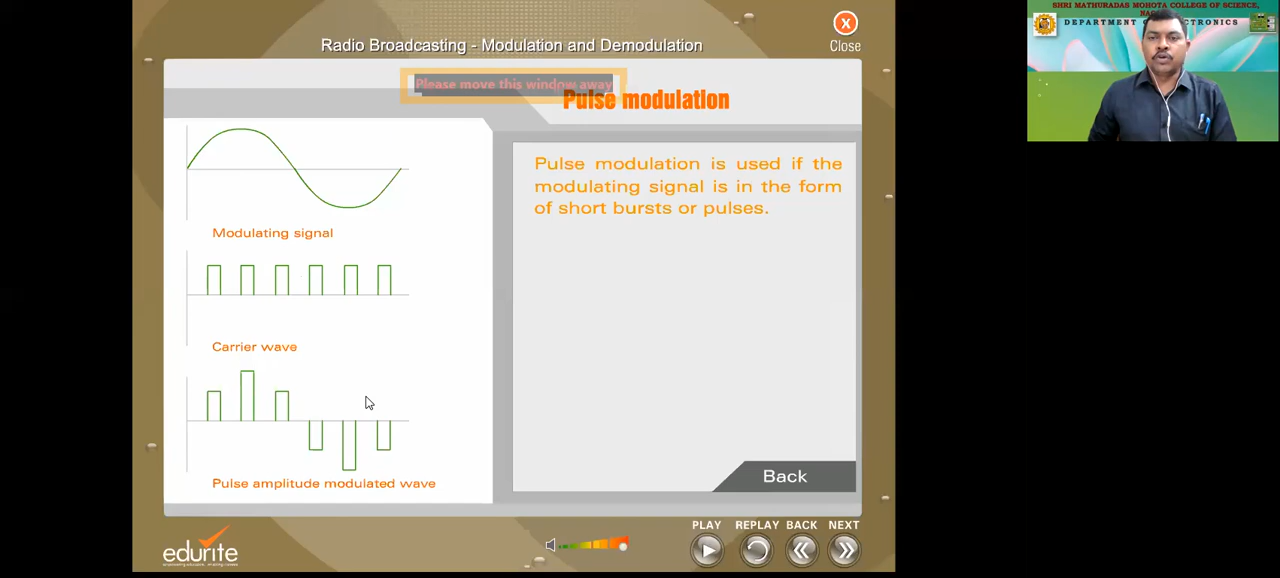 Radio Broadcasting - Modulation and Demodulation
X
Close
Please move this window away
Pulse modulation
Modulating signal
Carrier wave
Pulse amplitude modulated wave
Pulse modulation is used if the
modulating signal is in the form
of short bursts or pulses.
Back
PLAY REPLAY BACK NEXT
edurite
SHRI MATHURADAS MOHOTA COLLEGE OF SCIENCE,